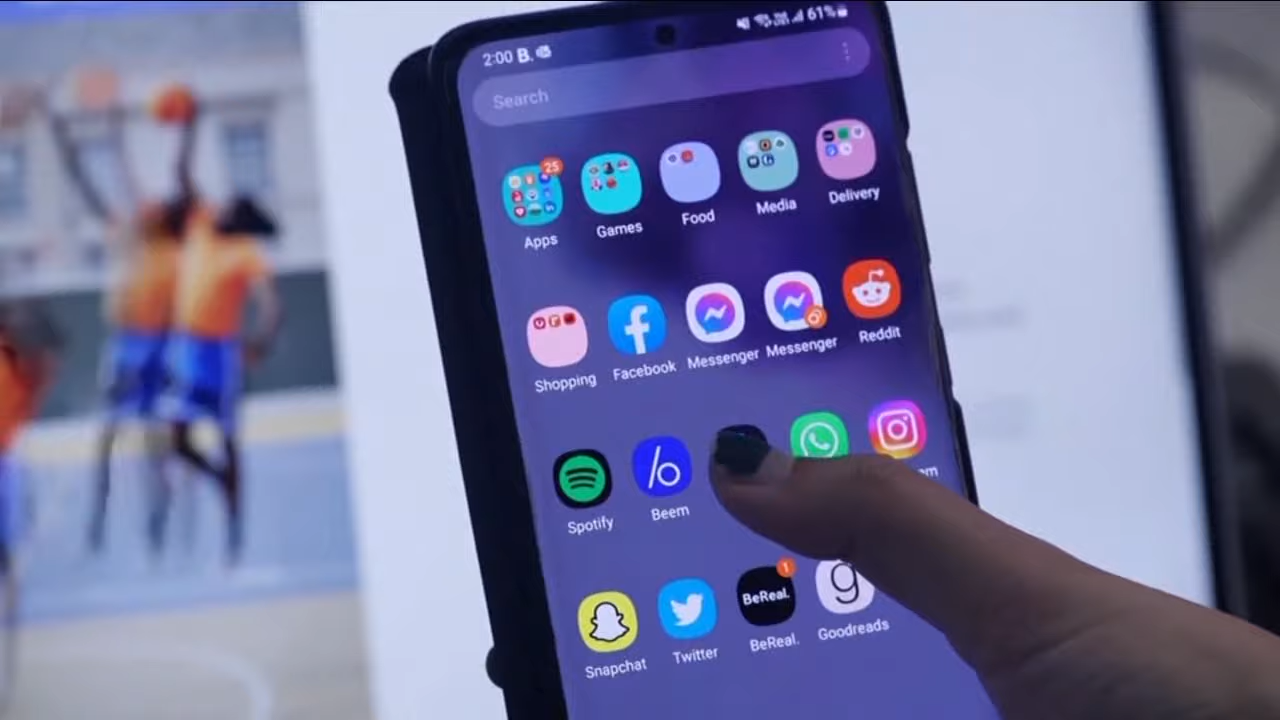 2:00 B.
61%
Search
25
Apps Games Food Media Delivery
Shopping Facebook Messenger Messenger Reddit
Spotify Beem
m
1
BeReal.
g
Snapchat Twitter BeReal. Goodreads